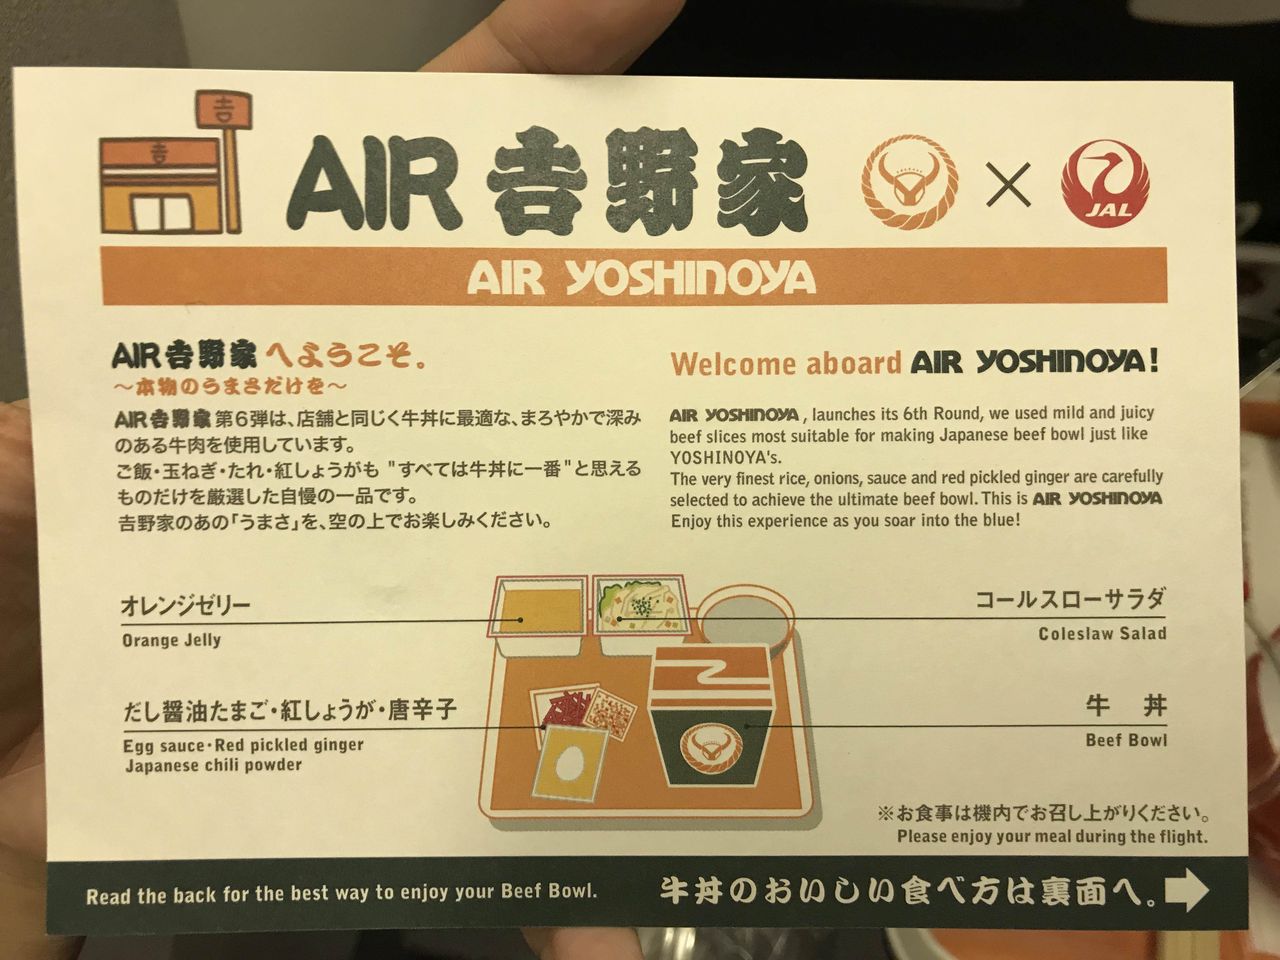 吉
吉
AIR 𠮷野家
JAL
AIR YOSHINOYA
AIR𠮷野家 へようこそ。
～本物のうまさだけを～
AIR𠮷野家 第6弾は、店舗と同じく牛丼に最適な、まろやかで深み
のある牛肉を使用しています。
ご飯・玉ねぎ・たれ・紅しょうがも "すべては牛丼に一番"と思える
ものだけを厳選した自慢の一品です。
𠮷野家のあの「うまさ」を、空の上でお楽しみください。
Welcome aboard AIR YOSHINOYA!
AIR YOSHINOYA , launches its 6th Round, we used mild and juicy
beef slices most suitable for making Japanese beef bowl just like
YOSHINOYA's.
The very finest rice, onions, sauce and red pickled ginger are carefully
selected to achieve the ultimate beef bowl. This is AIR YOSHINOYA
Enjoy this experience as you soar into the blue!
オレンジゼリー
Orange Jelly
コールスローサラダ
Coleslaw Salad
だし醤油たまご・紅しょうが・唐辛子
Egg sauce・Red pickled ginger
Japanese chili powder
牛 丼
Beef Bowl
※お食事は機内でお召し上がりください。
Please enjoy your meal during the flight.
Read the back for the best way to enjoy your Beef Bowl.
牛丼のおいしい食べ方は裏面へ。